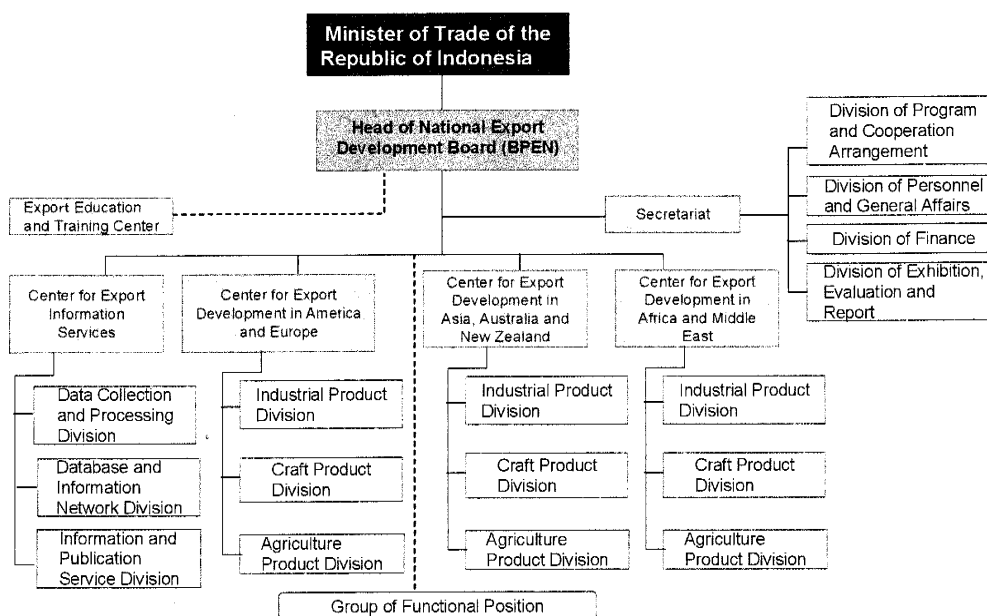 Minister of Trade of the
Republic of Indonesia
Head of National Export
Development Board (BPEN)
Export Education
and Training Center
Secretariat
Division of Program
and Cooperation
Arrangement
Division of Personnel
and General Affairs
Division of Finance
Division of Exhibition,
Evaluation and
Report
Center for Export
Information
Services
Center for Export
Development in America
and Europe
Center for Export
Development in
Asia, Australia and
New Zealand
Center for Export
Development in
Africa and Middle
East
Data Collection
and Processing
Division
Database and
Information
Network Division
Information and
Publication
Service Division
Industrial Product
Division
Craft Product
Division
Agriculture
Product Division
Industrial Product
Division
Craft Product
Division
Agriculture
Product Division
Industrial Product
Division
Craft Product
Division
Agriculture
Product Division
Group of Functional Position